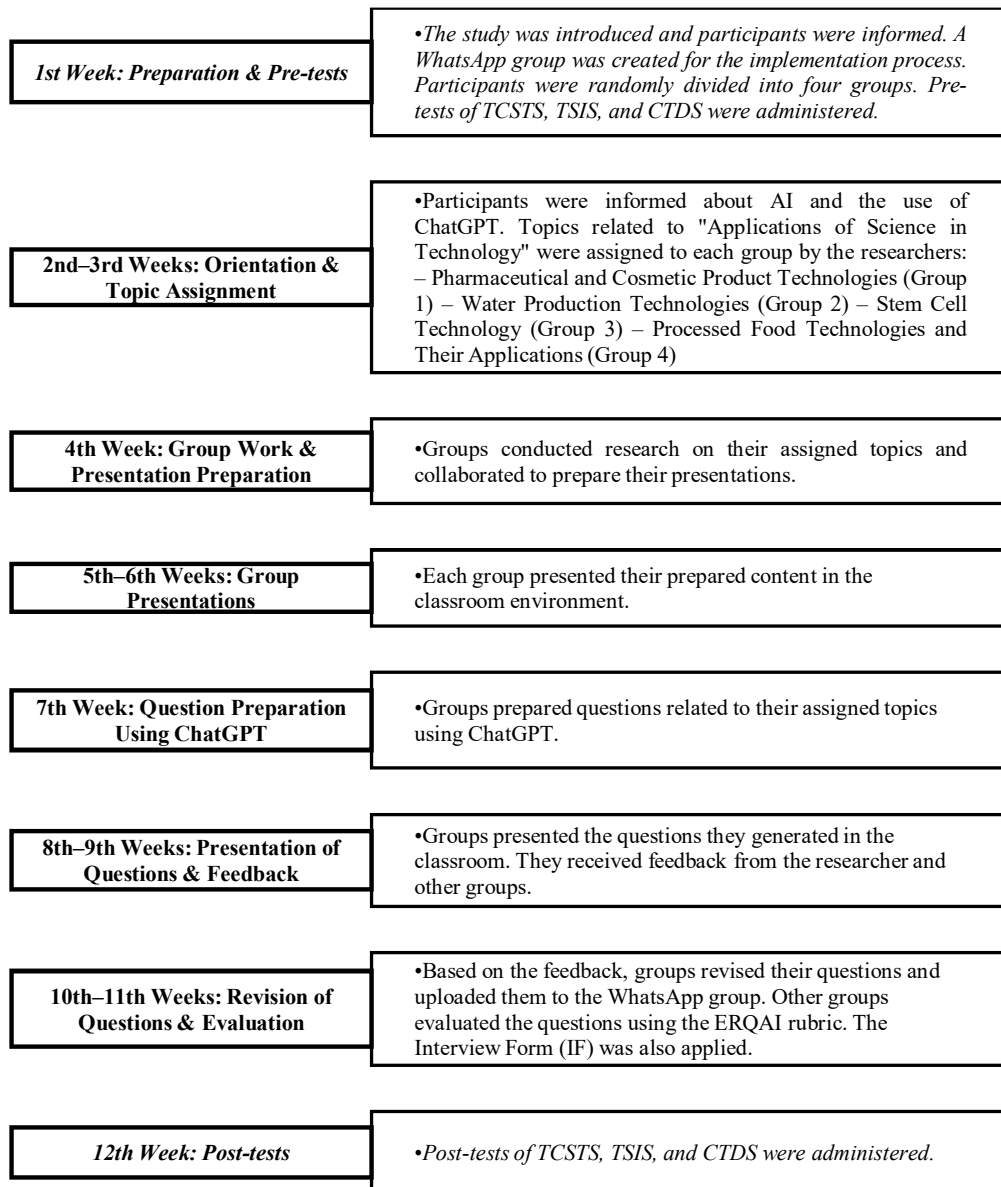 1st Week: Preparation & Pre-tests
•The study was introduced and participants were informed. A
WhatsApp group was created for the implementation process.
Participants were randomly divided into four groups. Pre-
tests of TCSTS, TSIS, and CTDS were administered.
2nd–3rd Weeks: Orientation &
Topic Assignment
•Participants were informed about AI and the use of
ChatGPT. Topics related to "Applications of Science in
Technology" were assigned to each group by the researchers:
– Pharmaceutical and Cosmetic Product Technologies (Group
1) – Water Production Technologies (Group 2) – Stem Cell
Technology (Group 3) – Processed Food Technologies and
Their Applications (Group 4)
4th Week: Group Work &
Presentation Preparation
•Groups conducted research on their assigned topics and
collaborated to prepare their presentations.
5th–6th Weeks: Group
Presentations
•Each group presented their prepared content in the
classroom environment.
7th Week: Question Preparation
Using ChatGPT
•Groups prepared questions related to their assigned topics
using ChatGPT.
8th–9th Weeks: Presentation of
Questions & Feedback
•Groups presented the questions they generated in the
classroom. They received feedback from the researcher and
other groups.
10th–11th Weeks: Revision of
Questions & Evaluation
•Based on the feedback, groups revised their questions and
uploaded them to the WhatsApp group. Other groups
evaluated the questions using the ERQAI rubric. The
Interview Form (IF) was also applied.
12th Week: Post-tests
•Post-tests of TCSTS, TSIS, and CTDS were administered.